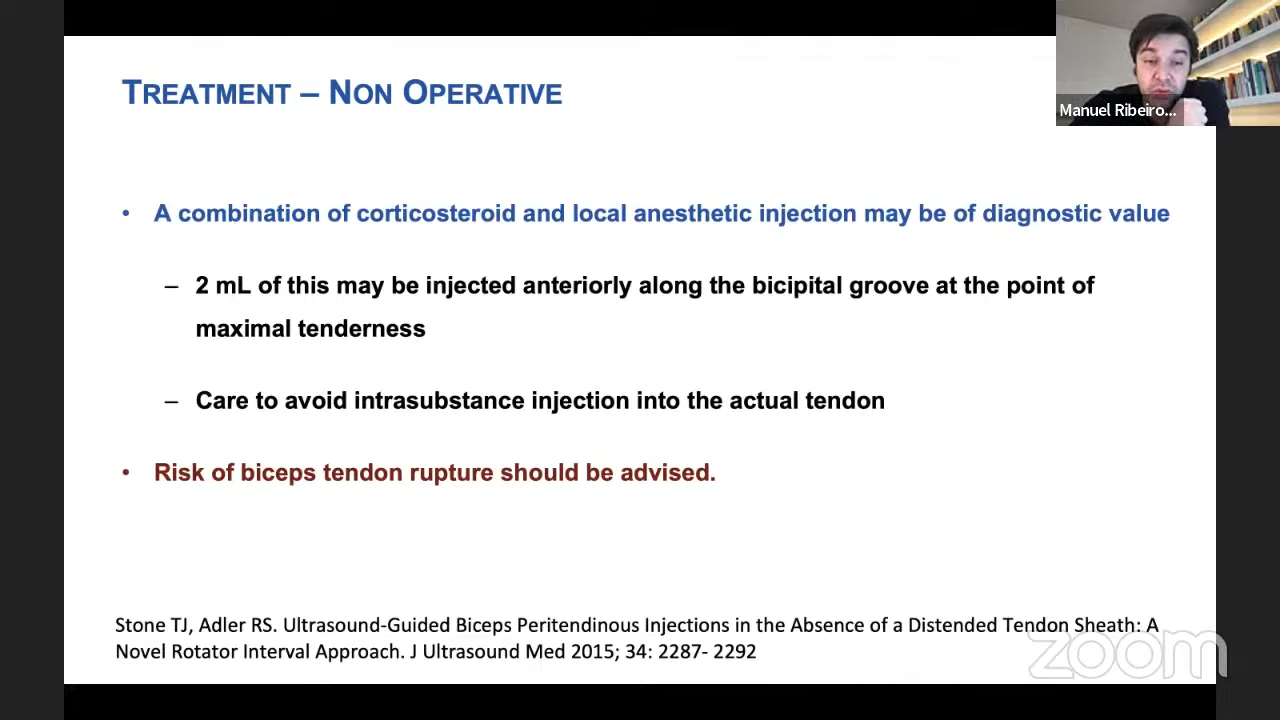 TREATMENT – NON OPERATIVE
Manuel Ribeiro...
• A combination of corticosteroid and local anesthetic injection may be of diagnostic value
– 2 mL of this may be injected anteriorly along the bicipital groove at the point of
maximal tenderness
– Care to avoid intrasubstance injection into the actual tendon
• Risk of biceps tendon rupture should be advised.
Stone TJ, Adler RS. Ultrasound-Guided Biceps Peritendinous Injections in the Absence of a Distended Tendon Sheath: A
Novel Rotator Interval Approach. J Ultrasound Med 2015; 34: 2287- 2292
zoom